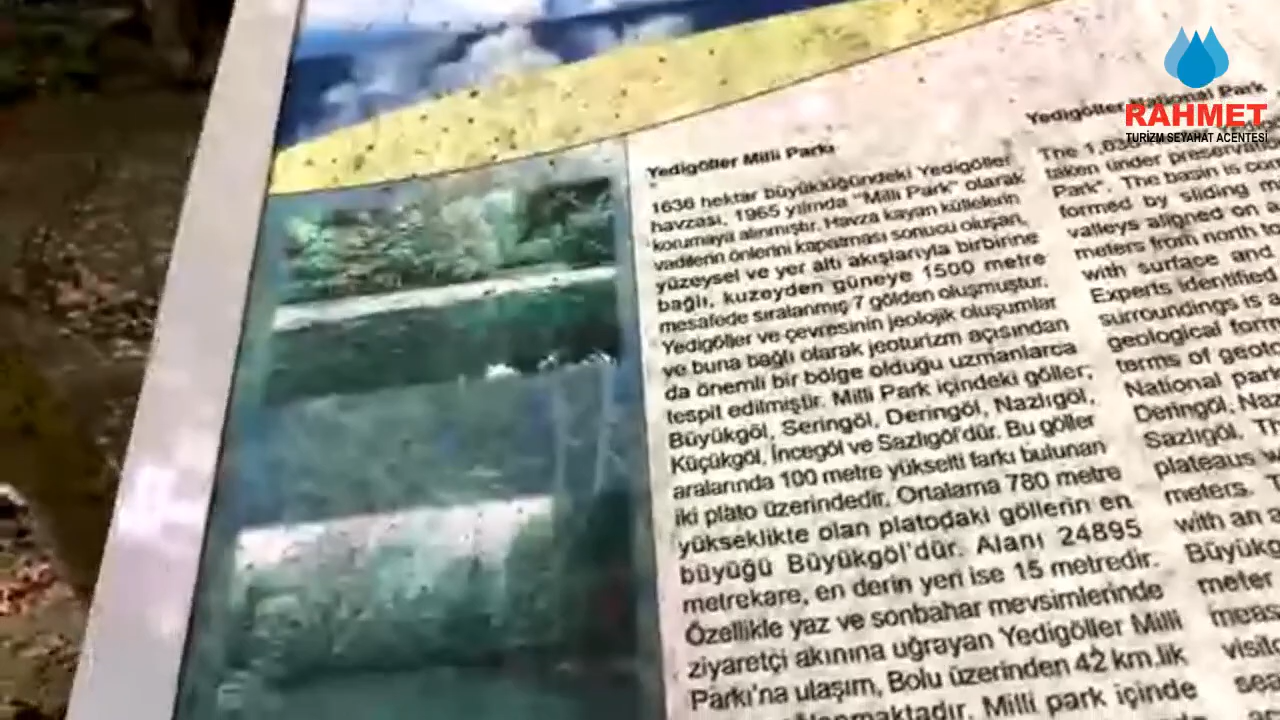 RAHMET
TURİZM SEYAHAT ACENTESİ
Yedigöller Milli Parkı
1636 hektar büyüklüğündeki Yedigöller
havzası, 1965 yılında "Milli Park" olarak
korumaya alınmıştır. Havza kayan kütlelerin
vadilerin önlerini kapatması sonucu oluşan,
yüzeysel ve yer altı akışlarıyla birbirine
bağlı, kuzeyden güneye 1500 metre
mesafede sıralanmış 7 gölden oluşmuştur.
Yedigöller ve çevresinin jeolojik oluşumlar
ve buna bağlı olarak jeoturizm açısından
da önemli bir bölge olduğu uzmanlarca
tespit edilmiştir. Milli Park içindeki göller;
Büyükgöl, Seringöl, Deringöl, Nazlıgöl,
Küçükgöl, İncegöl ve Sazlıgöl'dür. Bu göller
aralarında 100 metre yükselti farkı bulunan
iki plato üzerindedir. Ortalama 780 metre
yükseklikte olan platodaki göllerin en
büyüğü Büyükgöl'dür. Alanı 24895
metrekare, en derin yeri ise 15 metredir.
Özellikle yaz ve sonbahar mevsimlerinde
ziyaretçi akınına uğrayan Yedigöller Milli
Parkı'na ulaşım, Bolu üzerinden 42 km.lik
Milli park içinde
Yedigöller National Park
The
taken under
Park". The basin is
formed by sliding
valleys aligned on
meters from north to
with surface and
Experts identified
surroundings is a
geological
terms of
National park
Deringöl,
Sazlıgöl.
plateaus
meters.
with an
meter